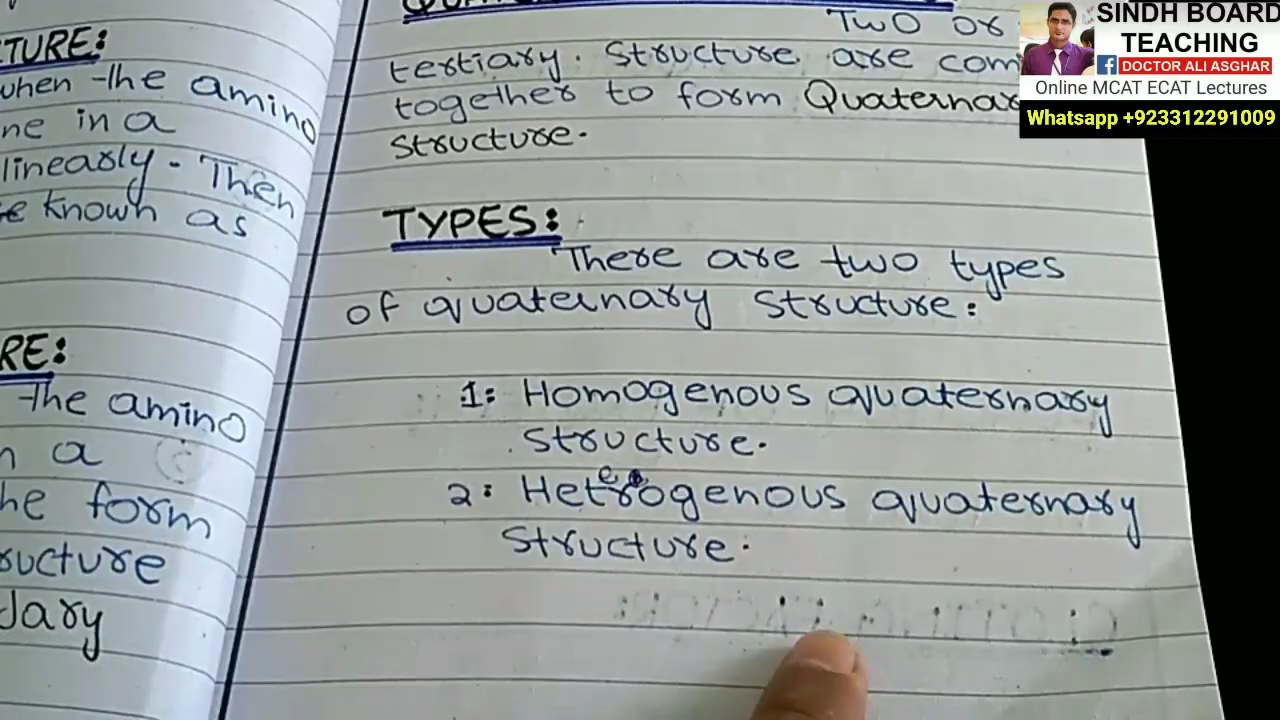 TURE:
when the amino
ne in a
linearly. Then
known as
RE:
The amino
a
he form
ructure
dary
Two or
tertiary. Structure are com
together to form Quaternar
Structure.
TYPES:
There are two types
of quaternary structure:
1: Homogenous quaternary
structure.
2: Heterogenous quaternary
structure.
SINDH BOARD
TEACHING
f DOCTOR ALI ASGHAR
Online MCAT ECAT Lectures
Whatsapp +923312291009